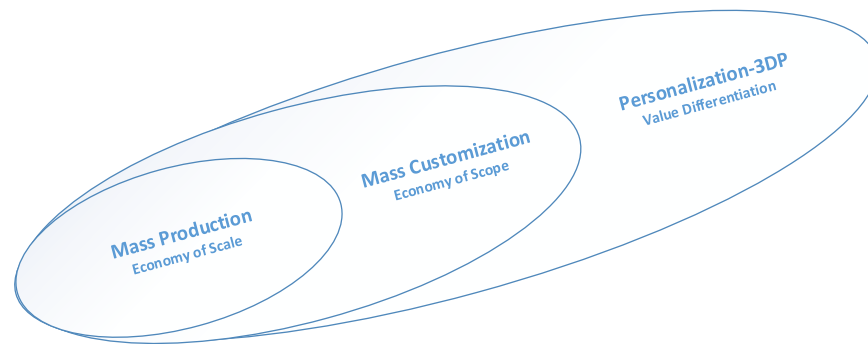 Mass Production
Economy of Scale
Mass Customization
Economy of Scope
Personalization-3DP
Value Differentiation